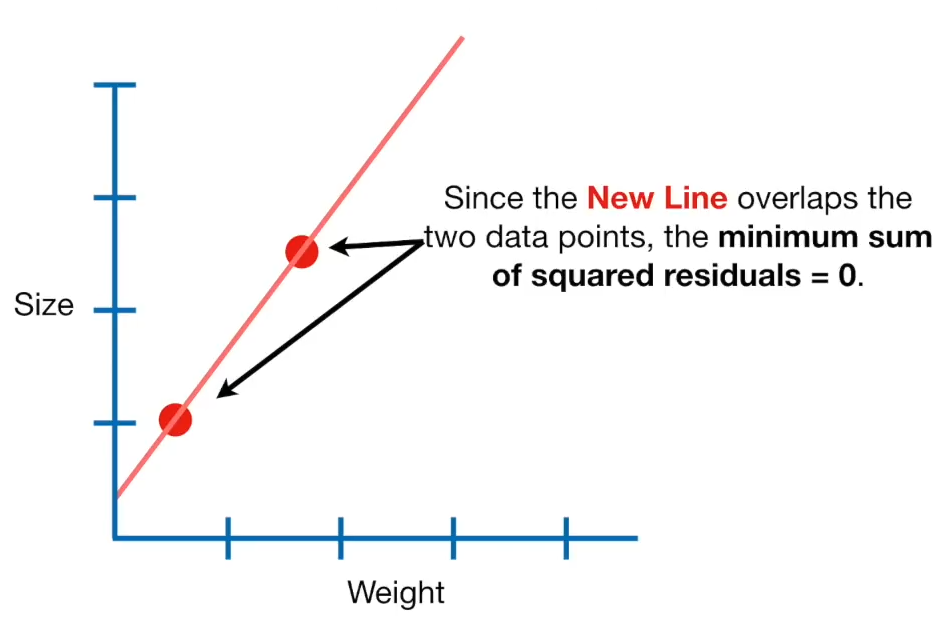 Since the New Line overlaps the
two data points, the minimum sum
of squared residuals = 0.
Size
Weight